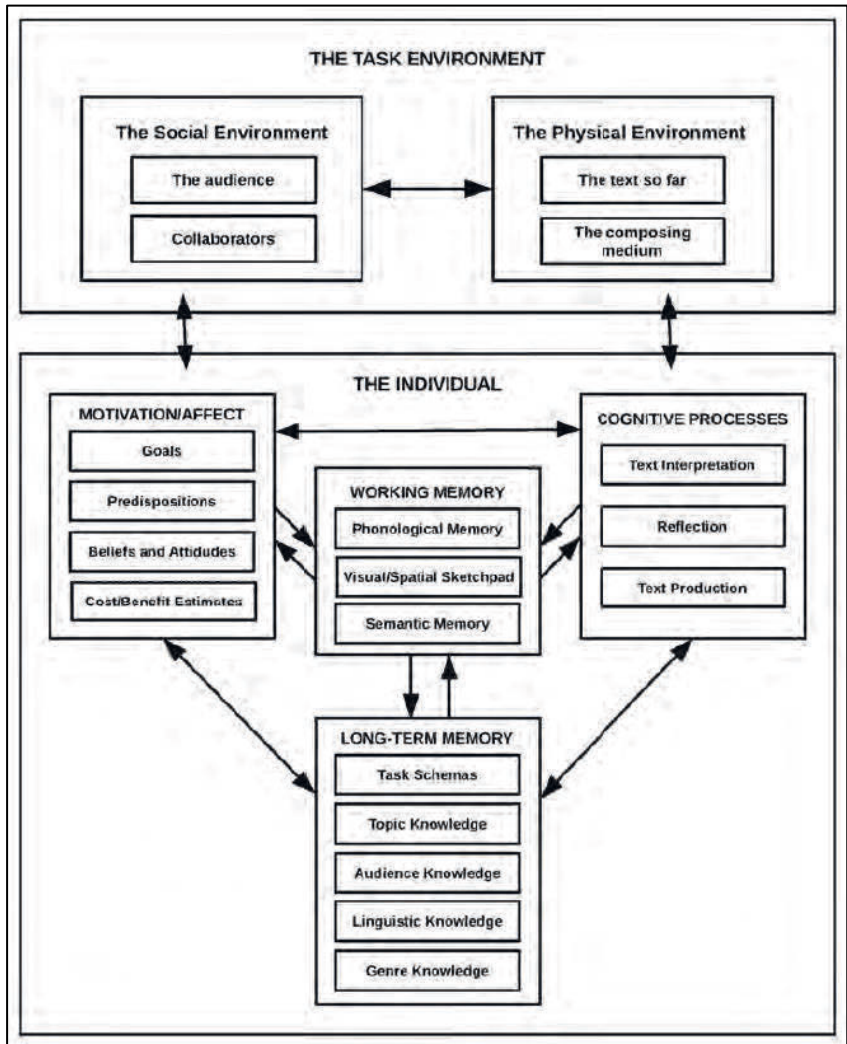 THE TASK ENVIRONMENT
The Social Environment
The audience
Collaborators
The Physical Environment
The text so far
The composing
medium
THE INDIVIDUAL
MOTIVATION/AFFECT
Goals
Predispositions
Beliefs and Attidudes
Cost/Benefit Estimates
WORKING MEMORY
Phonological Memory
Visual/Spatial Sketchpad
Semantic Memory
COGNITIVE PROCESSES
Text Interpretation
Reflection
Text Production
LONG-TERM MEMORY
Task Schemas
Topic Knowledge
Audience Knowledge
Linguistic Knowledge
Genre Knowledge